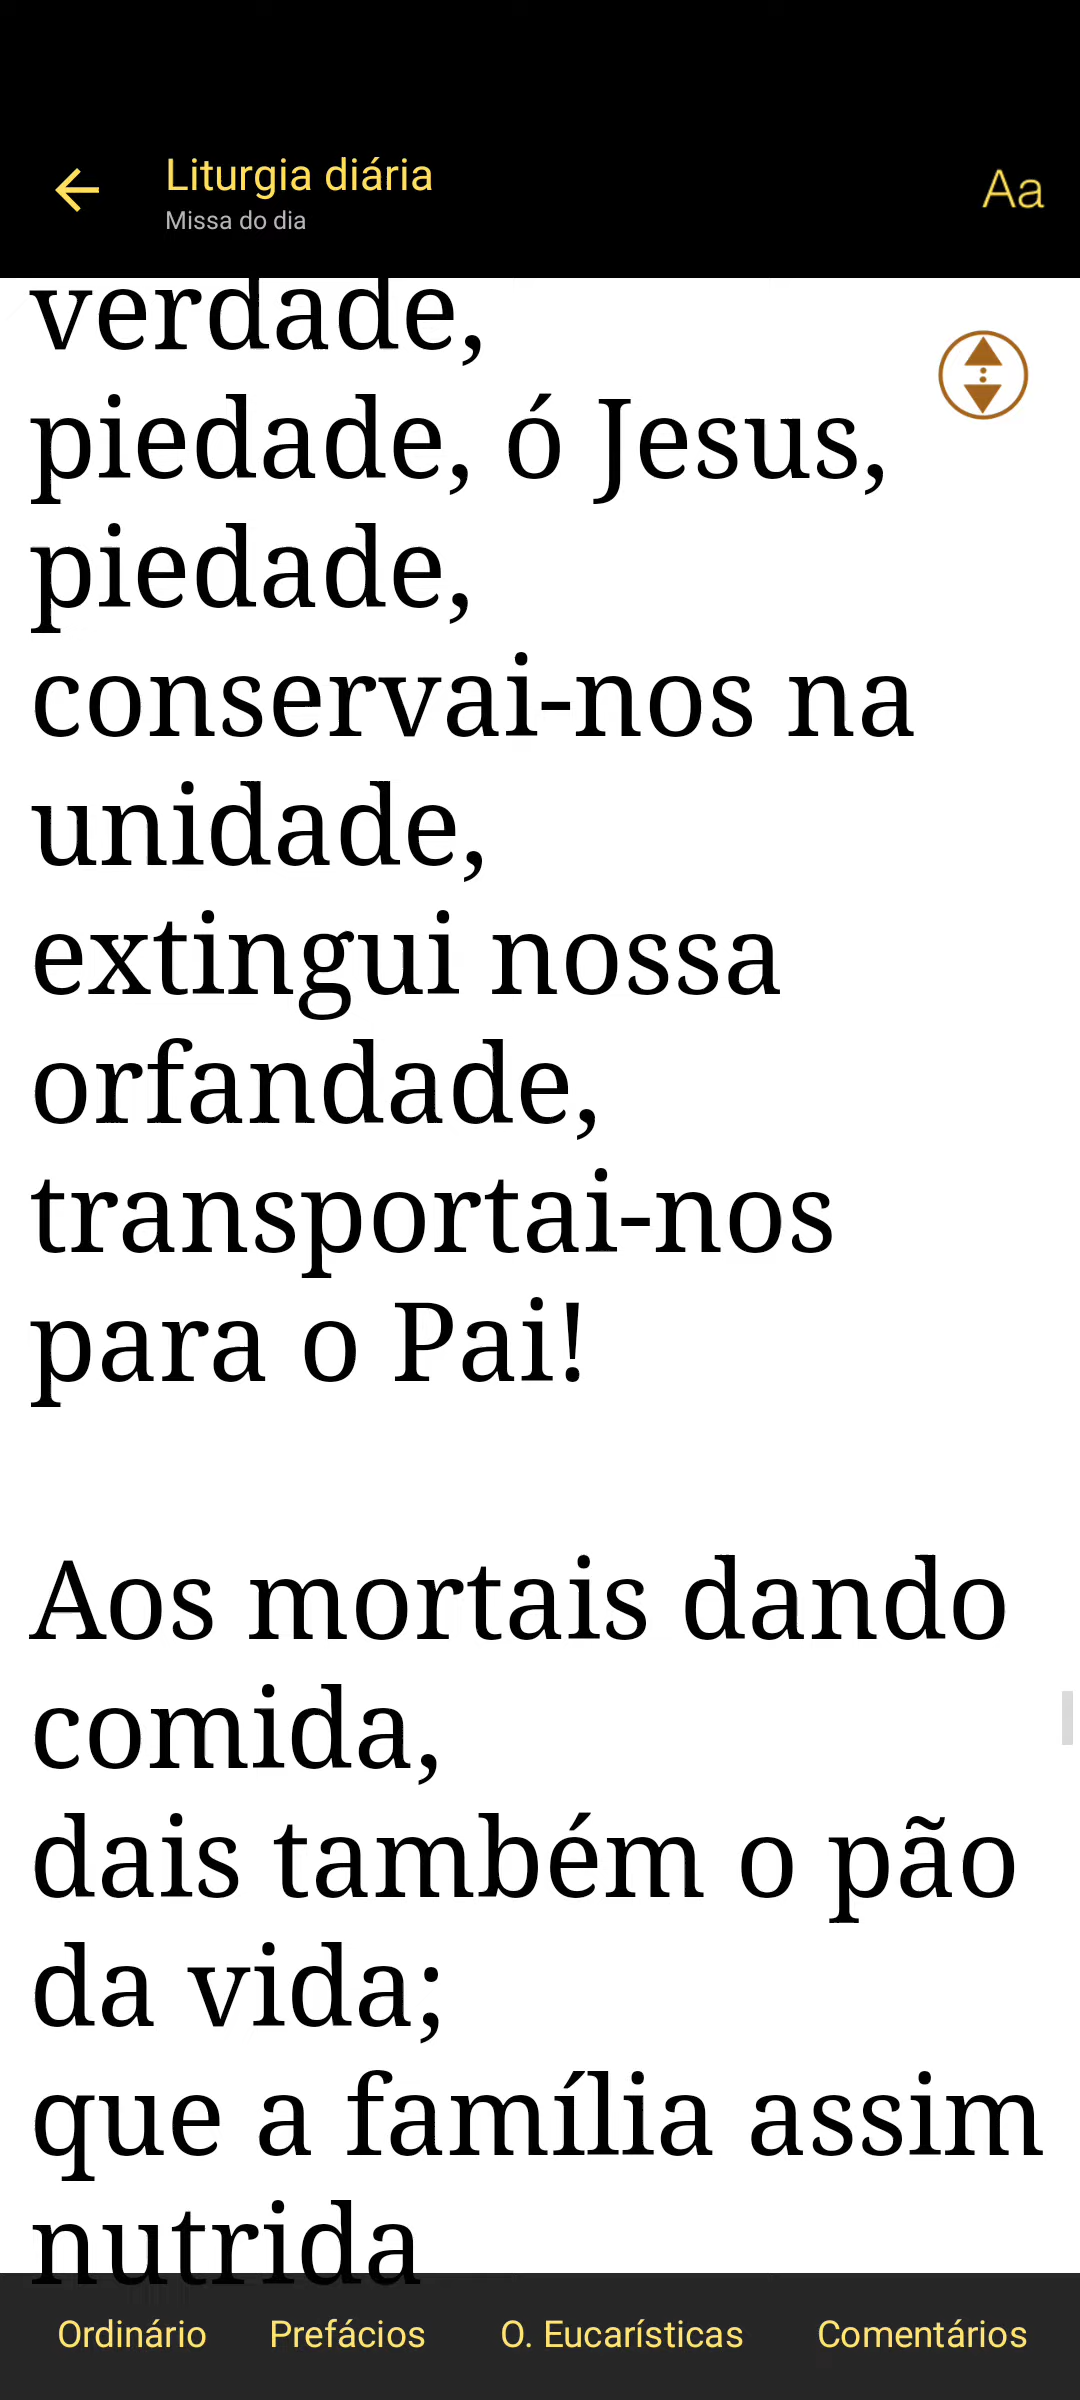 Liturgia diária
Missa do dia
Aa
verdade,
piedade, ó Jesus,
piedade,
conservai-nos na
unidade,
extingui nossa
orfandade,
transportai-nos
para o Pai!
Aos mortais dando
comida,
dais também o pão
da vida;
que a família assim
nutrida
Ordinário
Prefácios
O. Eucarísticas
Comentários